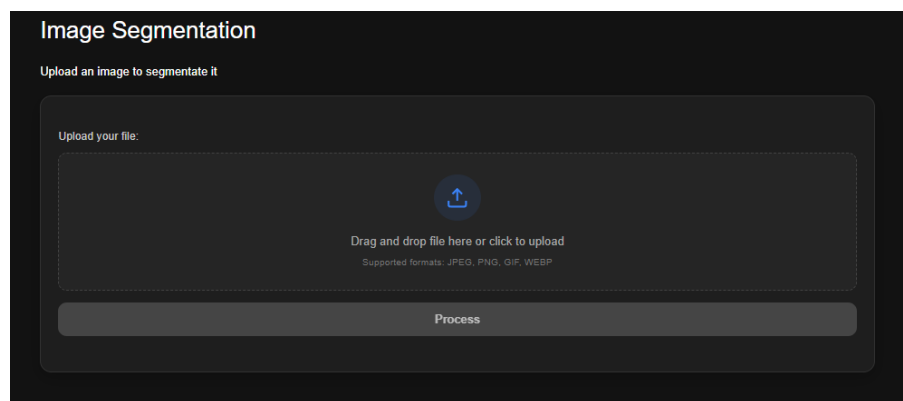 Image Segmentation
Upload an image to segmentate it
Upload your file:
Drag and drop file here or click to upload
Supported formats: JPEG, PNG, GIF, WEBP
Process